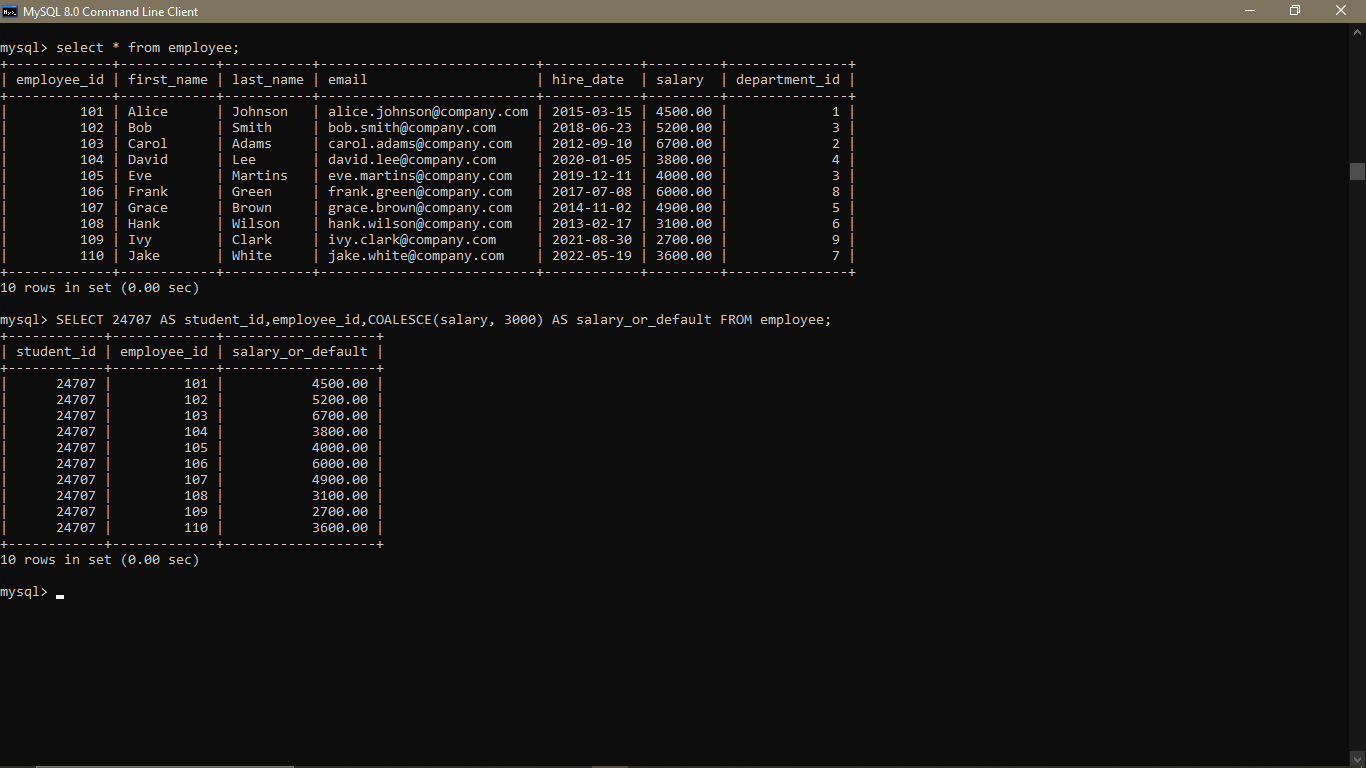 MySQL 8.0 Command Line Client
mysql> select * from employee;
+-------------+------------+-----------+---------------------------+------------+---------+---------------+
| employee_id | first_name | last_name | email                     | hire_date  | salary  | department_id |
+-------------+------------+-----------+---------------------------+------------+---------+---------------+
|         101 | Alice      | Johnson   | alice.johnson@company.com | 2015-03-15 | 4500.00 |             1 |
|         102 | Bob        | Smith     | bob.smith@company.com     | 2018-06-23 | 5200.00 |             3 |
|         103 | Carol      | Adams     | carol.adams@company.com   | 2012-09-10 | 6700.00 |             2 |
|         104 | David      | Lee       | david.lee@company.com     | 2020-01-05 | 3800.00 |             4 |
|         105 | Eve        | Martins   | eve.martins@company.com   | 2019-12-11 | 4000.00 |             3 |
|         106 | Frank      | Green     | frank.green@company.com   | 2017-07-08 | 6000.00 |             8 |
|         107 | Grace      | Brown     | grace.brown@company.com   | 2014-11-02 | 4900.00 |             5 |
|         108 | Hank       | Wilson    | hank.wilson@company.com   | 2013-02-17 | 3100.00 |             6 |
|         109 | Ivy        | Clark     | ivy.clark@company.com     | 2021-08-30 | 2700.00 |             9 |
|         110 | Jake       | White     | jake.white@company.com    | 2022-05-19 | 3600.00 |             7 |
+-------------+------------+-----------+---------------------------+------------+---------+---------------+
10 rows in set (0.00 sec)
mysql> SELECT 24707 AS student_id,employee_id,COALESCE(salary, 3000) AS salary_or_default FROM employee;
+------------+-------------+-------------------+
| student_id | employee_id | salary_or_default |
+------------+-------------+-------------------+
|      24707 |         101 |           4500.00 |
|      24707 |         102 |           5200.00 |
|      24707 |         103 |           6700.00 |
|      24707 |         104 |           3800.00 |
|      24707 |         105 |           4000.00 |
|      24707 |         106 |           6000.00 |
|      24707 |         107 |           4900.00 |
|      24707 |         108 |           3100.00 |
|      24707 |         109 |           2700.00 |
|      24707 |         110 |           3600.00 |
+------------+-------------+-------------------+
10 rows in set (0.00 sec)
mysql>